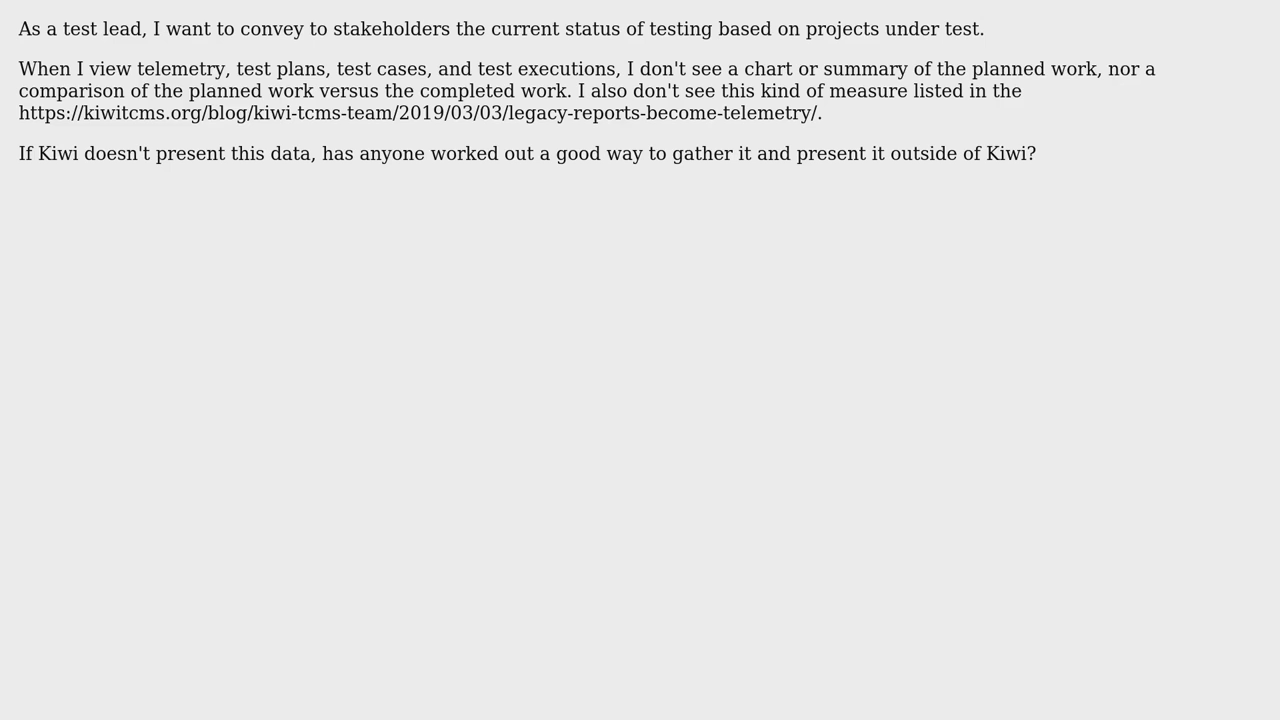 As a test lead, I want to convey to stakeholders the current status of testing based on projects under test.
When I view telemetry, test plans, test cases, and test executions, I don't see a chart or summary of the planned work, nor a
comparison of the planned work versus the completed work. I also don't see this kind of measure listed in the
https://kiwitcms.org/blog/kiwi-tcms-team/2019/03/03/legacy-reports-become-telemetry/.
If Kiwi doesn't present this data, has anyone worked out a good way to gather it and present it outside of Kiwi?